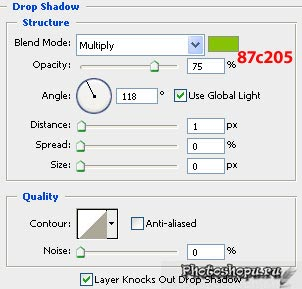 Drop Shadow
Structure
Blend Mode: Multiply 87c205
Opacity: 75 %
Angle: 118 ° Use Global Light
Distance: 1 px
Spread: 0 %
Size: 0 px
Quality
Contour: Anti-aliased
Noise: 0 %
Layer Knocks Out Drop Shadow
Photoshopu.ru